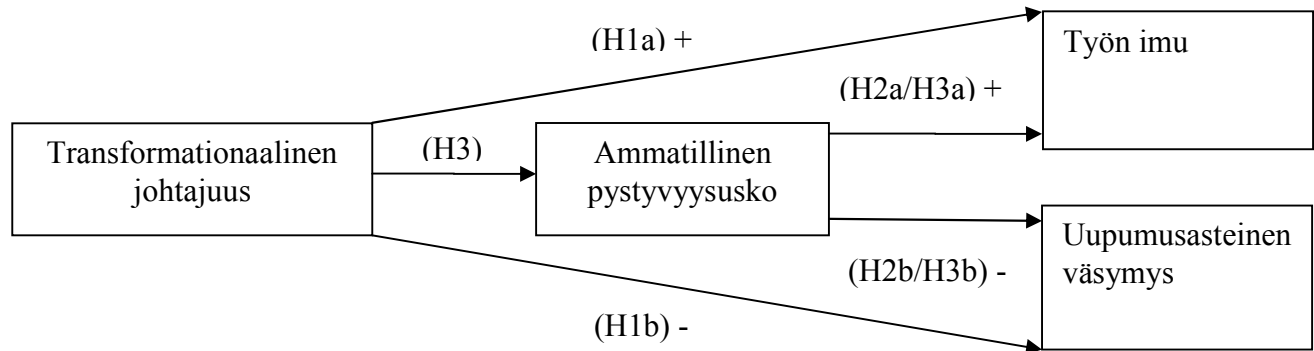 (H1a) +
Työn imu
(H2a/H3a) +
Transformationaalinen
johtajuus
(H3)
Ammatillinen
pystyvyysusko
Uupumusasteinen
väsymys
(H2b/H3b) -
(H1b) -